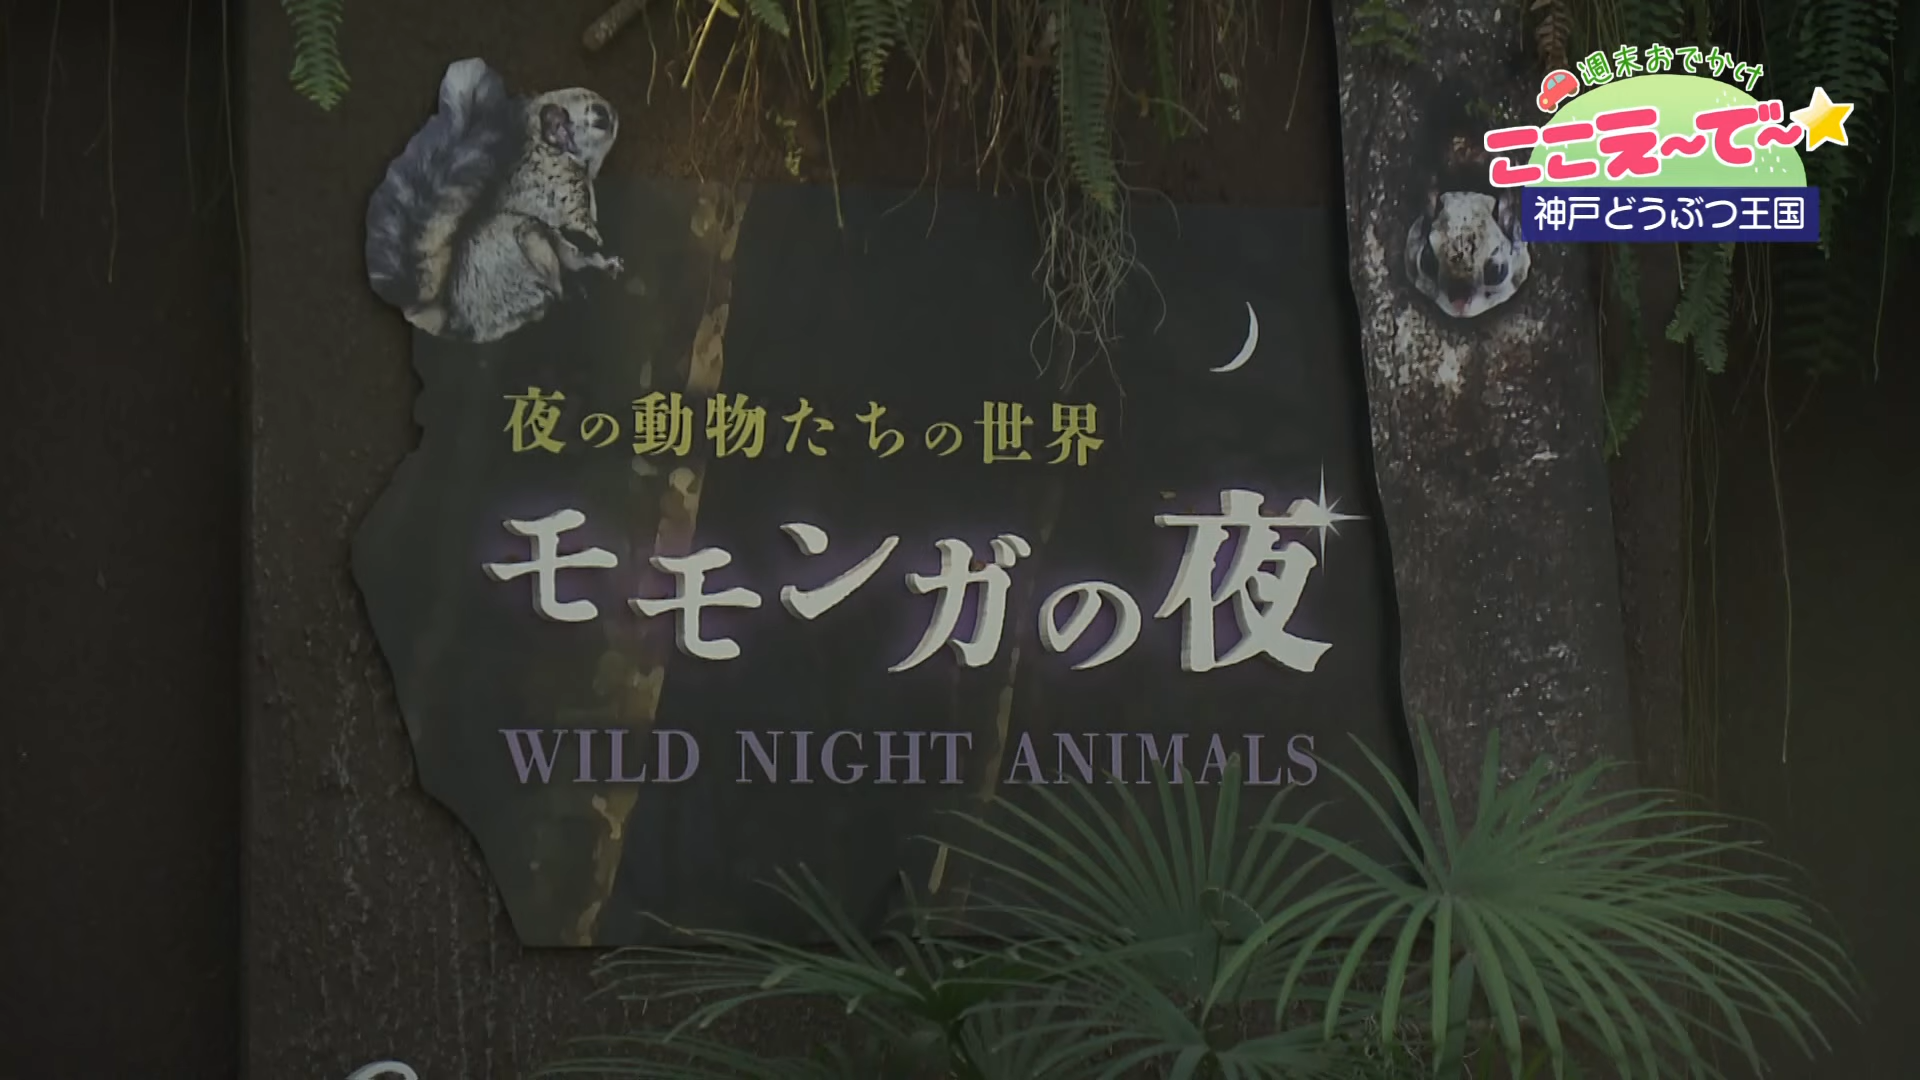 週末おでかけ
ここえ～で～
神戸どうぶつ王国
夜の動物たちの世界
モモンガの夜
WILD NIGHT ANIMALS